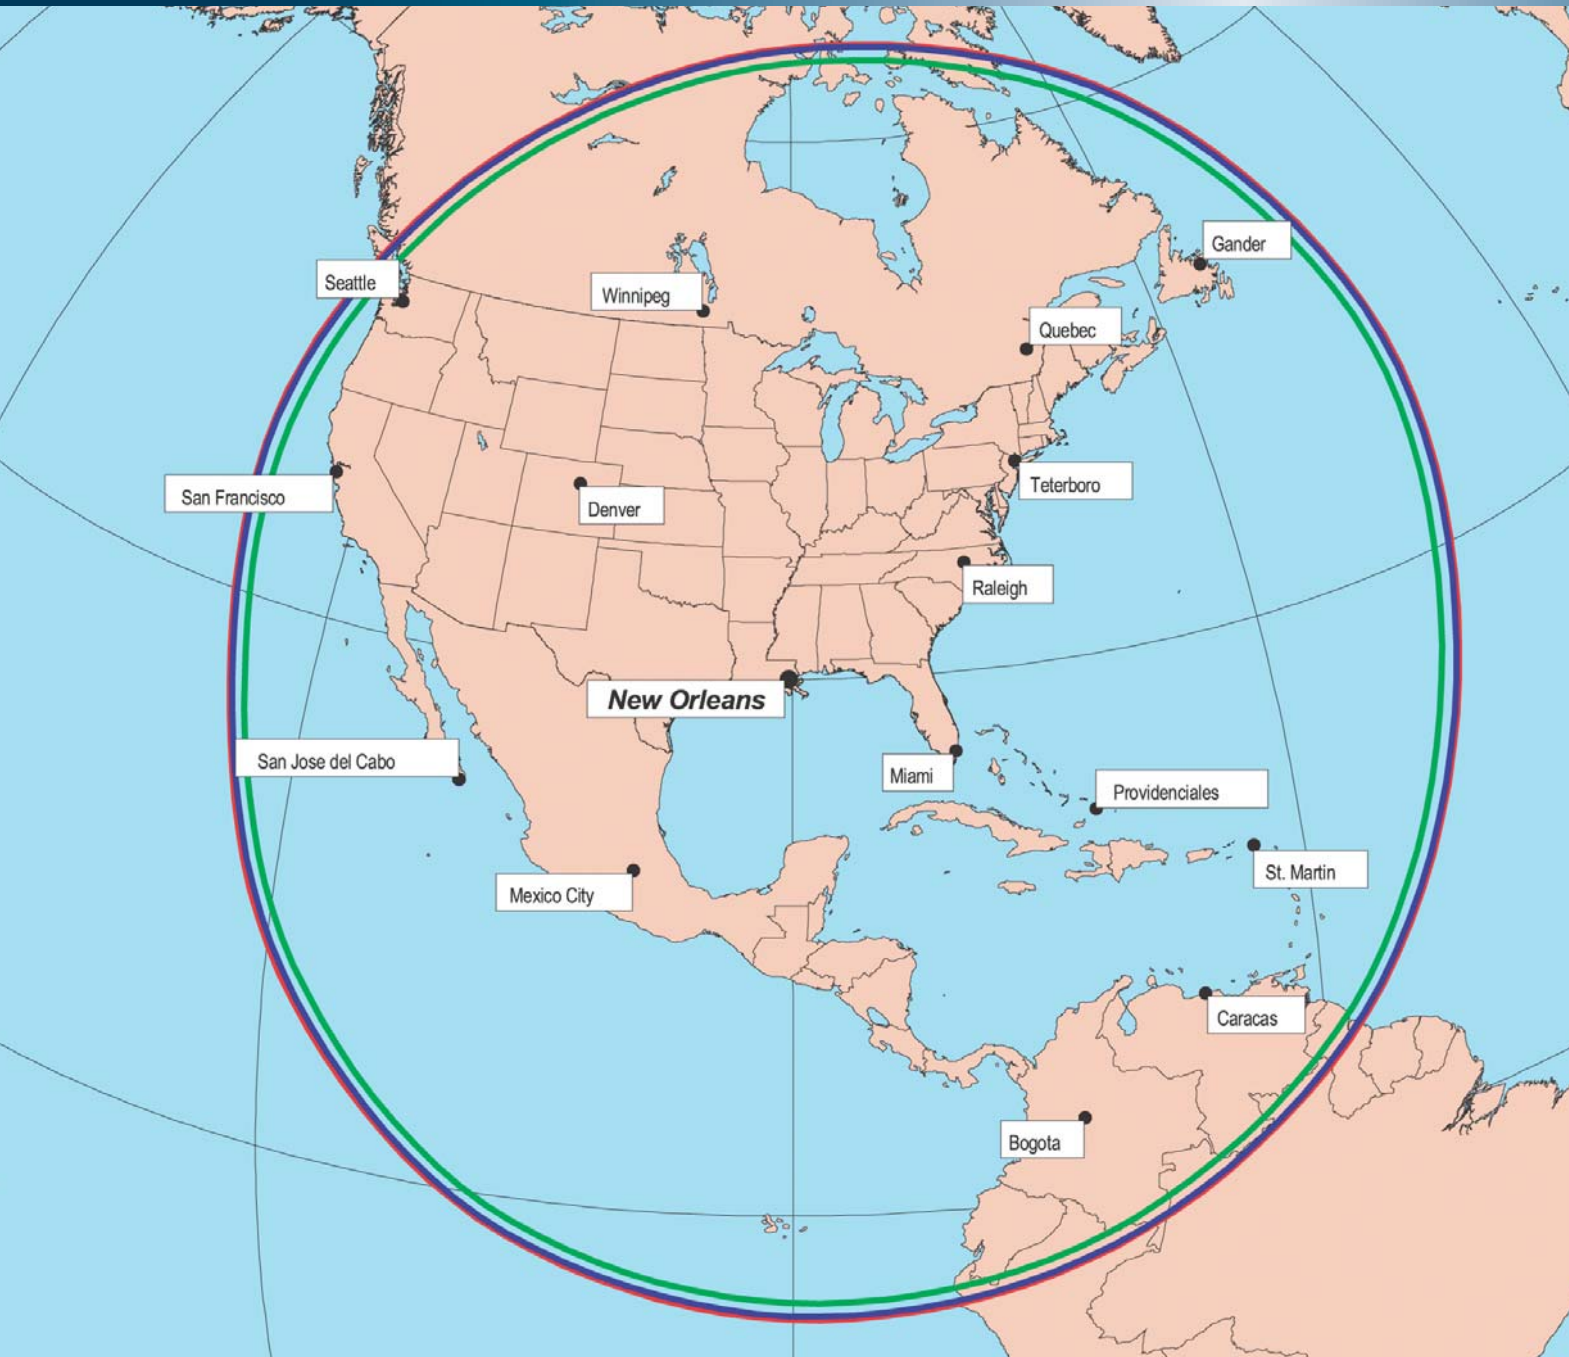 Gander
Seattle
Winnipeg
Quebec
San Francisco
Denver
Teterboro
Raleigh
New Orleans
San Jose del Cabo
Miami
Providenciales
St. Martin
Mexico City
Caracas
Bogota